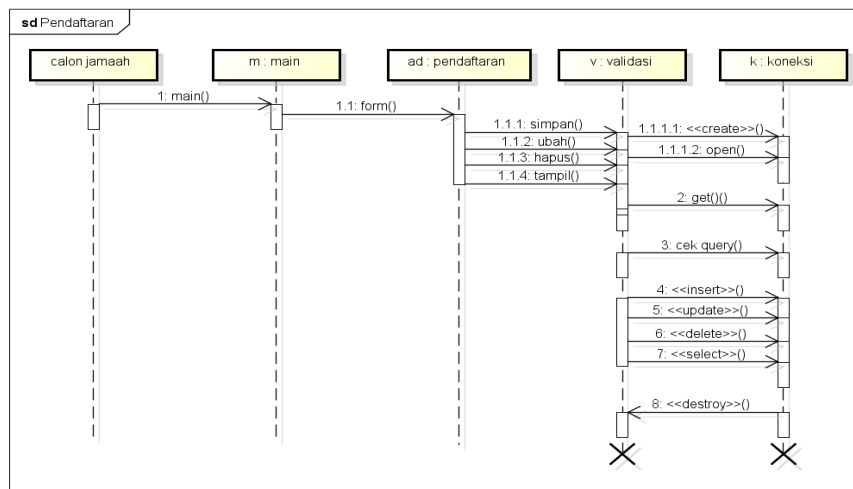 sd Pendaftaran
calon jamaah
m : main
ad : pendaftaran
v : validasi
k : koneksi
1: main()
1.1: form()
1.1.1: simpan()
1.1.1.1: <<create>>()
1.1.2: ubah()
1.1.1.2: open()
1.1.3: hapus()
1.1.4: tampil()
2: get()()
3: cek query()
4: <<insert>>()
5: <<update>>()
6: <<delete>>()
7: <<select>>()
8: <<destroy>>()